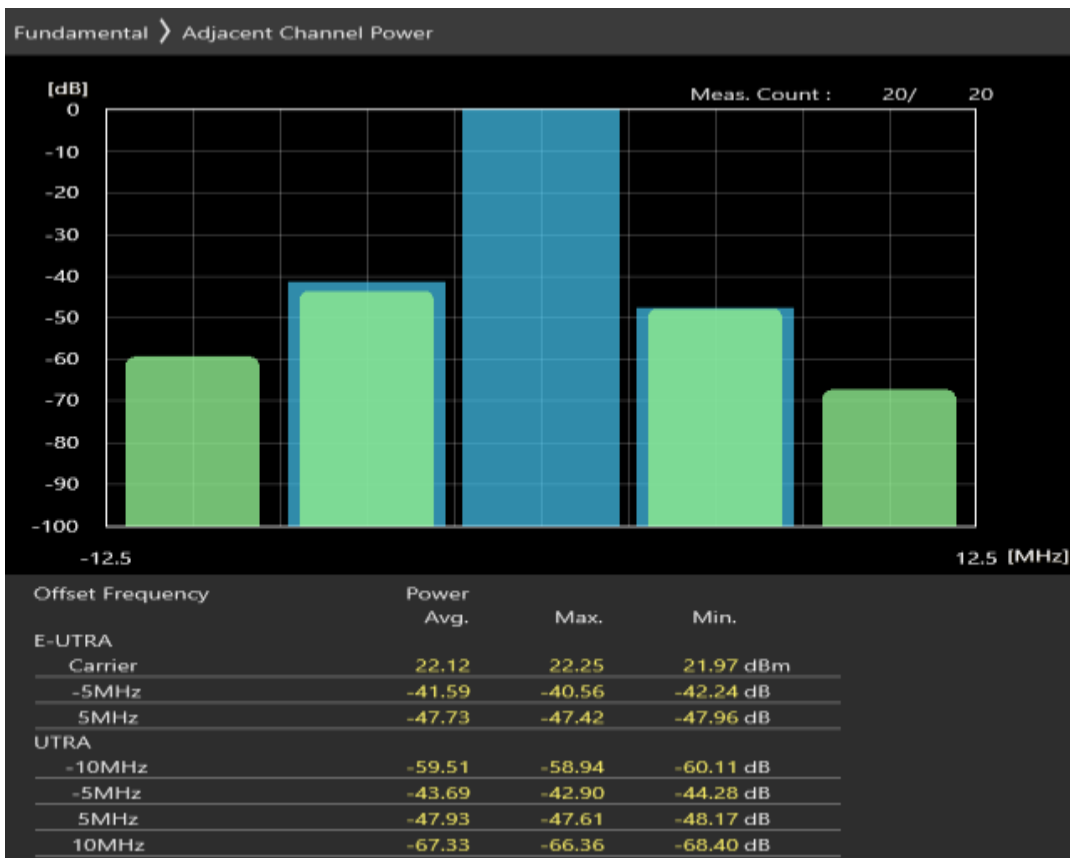 Fundamental 》 Adjacent Channel Power
[dB]
Meas. Count : 20/ 20
0
-10
-20
-30
-40
-50
-60
-70
-80
-90
-100
-12.5 12.5 [MHz]
Offset Frequency Power
Avg. Max. Min.
E-UTRA
Carrier 22.12 22.25 21.97 dBm
-5MHz -41.59 -40.56 -42.24 dB
5MHz -47.73 -47.42 -47.96 dB
UTRA
-10MHz -59.51 -58.94 -60.11 dB
-5MHz -43.69 -42.90 -44.28 dB
5MHz -47.93 -47.61 -48.17 dB
10MHz -67.33 -66.36 -68.40 dB